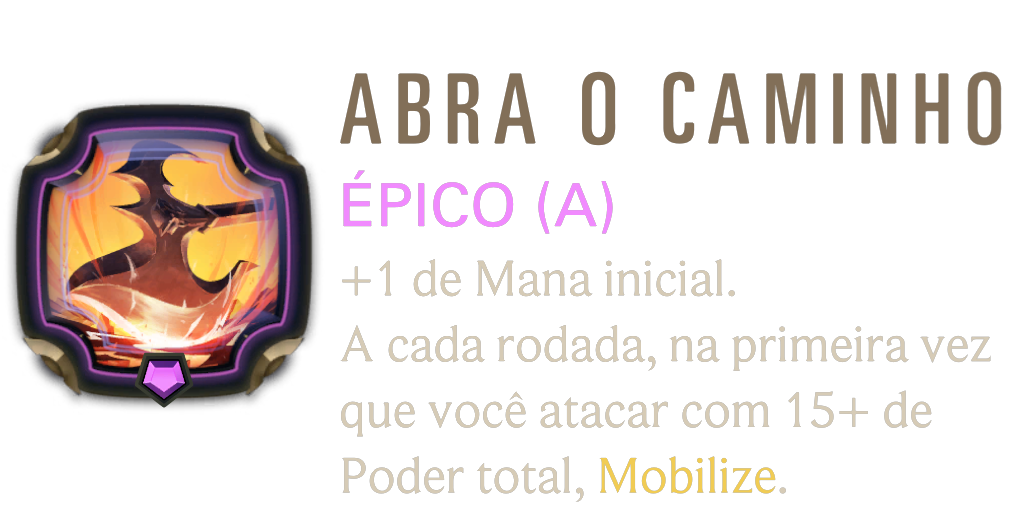 ABRA O CAMINHO
ÉPICO (A)
+1 de Mana inicial.
A cada rodada, na primeira vez
que você atacar com 15+ de
Poder total, Mobilize.